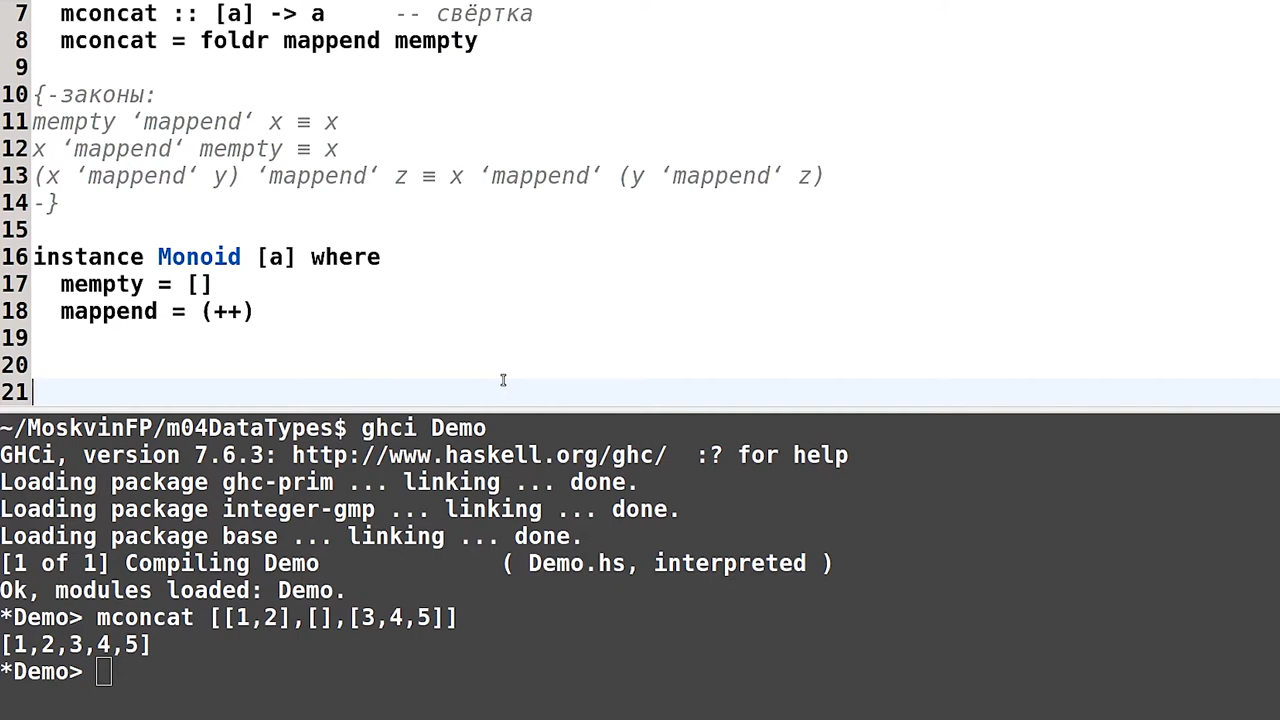 7 mconcat :: [a] -> a -- свёртка
8 mconcat = foldr mappend mempty
9
10 {-законы:
11 mempty ‘mappend‘ x ≡ x
12 x ‘mappend‘ mempty ≡ x
13 (x ‘mappend‘ y) ‘mappend‘ z ≡ x ‘mappend‘ (y ‘mappend‘ z)
14 -}
15
16 instance Monoid [a] where
17 mempty = []
18 mappend = (++)
19
20
21
~/MoskvinFP/m04DataTypes$ ghci Demo
GHCi, version 7.6.3: http://www.haskell.org/ghc/ :? for help
Loading package ghc-prim ... linking ... done.
Loading package integer-gmp ... linking ... done.
Loading package base ... linking ... done.
[1 of 1] Compiling Demo ( Demo.hs, interpreted )
Ok, modules loaded: Demo.
*Demo> mconcat [[1,2],[],[3,4,5]]
[1,2,3,4,5]
*Demo>